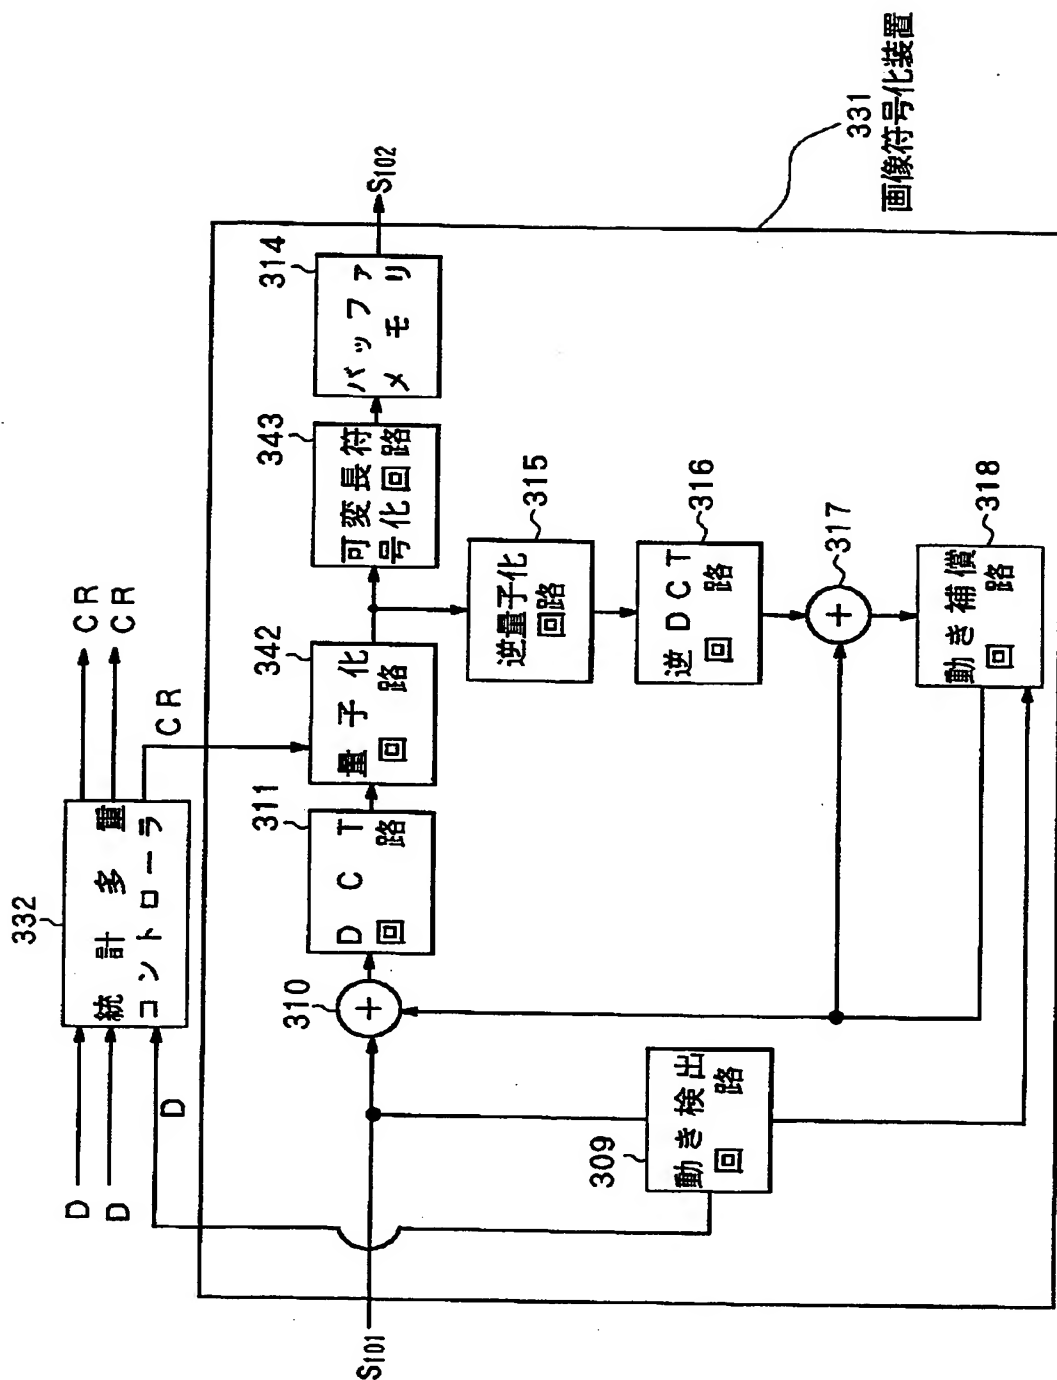 332
統計多重
コントローラ
D
D
D
CR
CR
CR
S101
310
311
DCT
回路
342
量子化
回路
343
可変長符
号化回路
314
バッファ
メモリ
S102
309
動き検出
回路
315
逆量子化
回路
316
逆DCT
回路
317
318
動き補償
回路
331
画像符号化装置
+
+